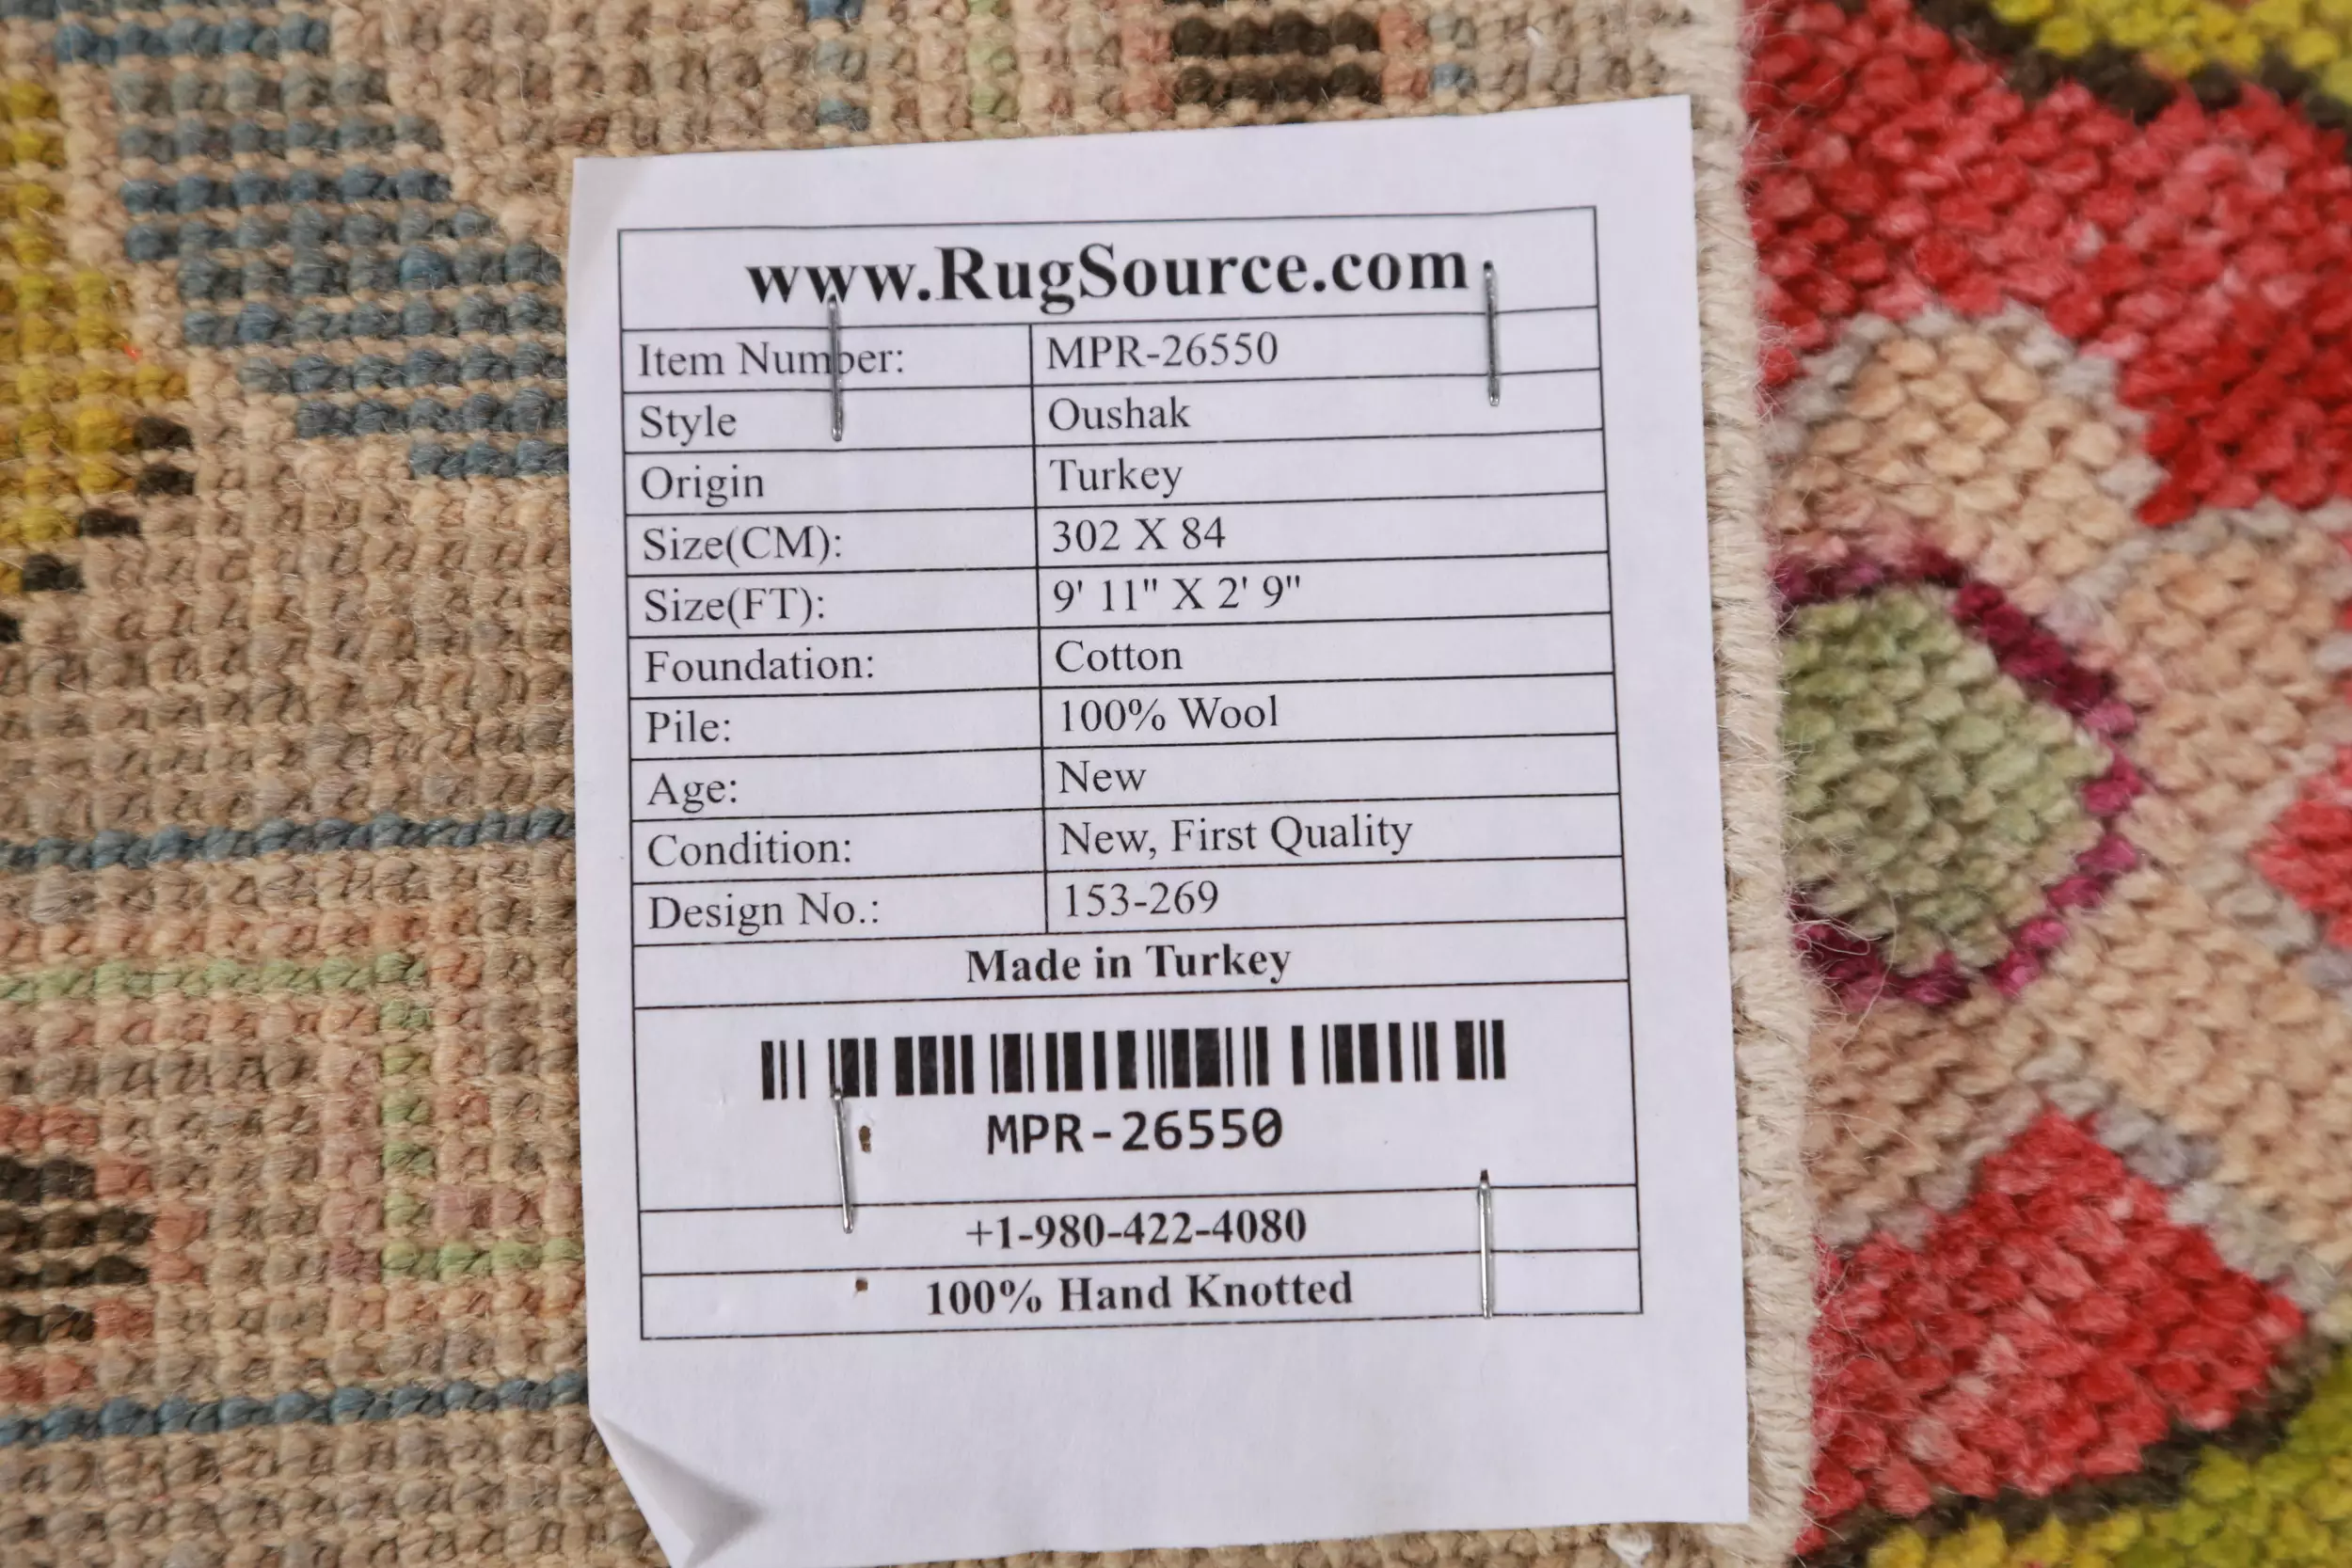 www.RugSource.com
Item Number: MPR-26550
Style Oushak
Origin Turkey
Size(CM): 302 X 84
Size(FT): 9' 11" X 2' 9"
Foundation: Cotton
Pile: 100% Wool
Age: New
Condition: New, First Quality
Design No.: 153-269
Made in Turkey
MPR-26550
+1-980-422-4080
100% Hand Knotted